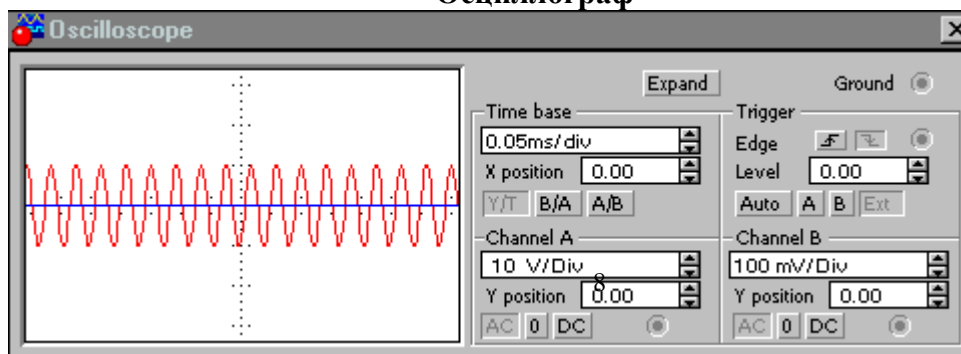 Осциллограф
Oscilloscope
Expand
Ground
Time base
Trigger
0.05ms/div
Edge
X position 0.00
Level 0.00
Y/T B/A A/B
Auto A B Ext
Channel A
Channel B
10 V/Div
100 mV/Div
8
Y position 0.00
Y position 0.00
AC 0 DC
AC 0 DC